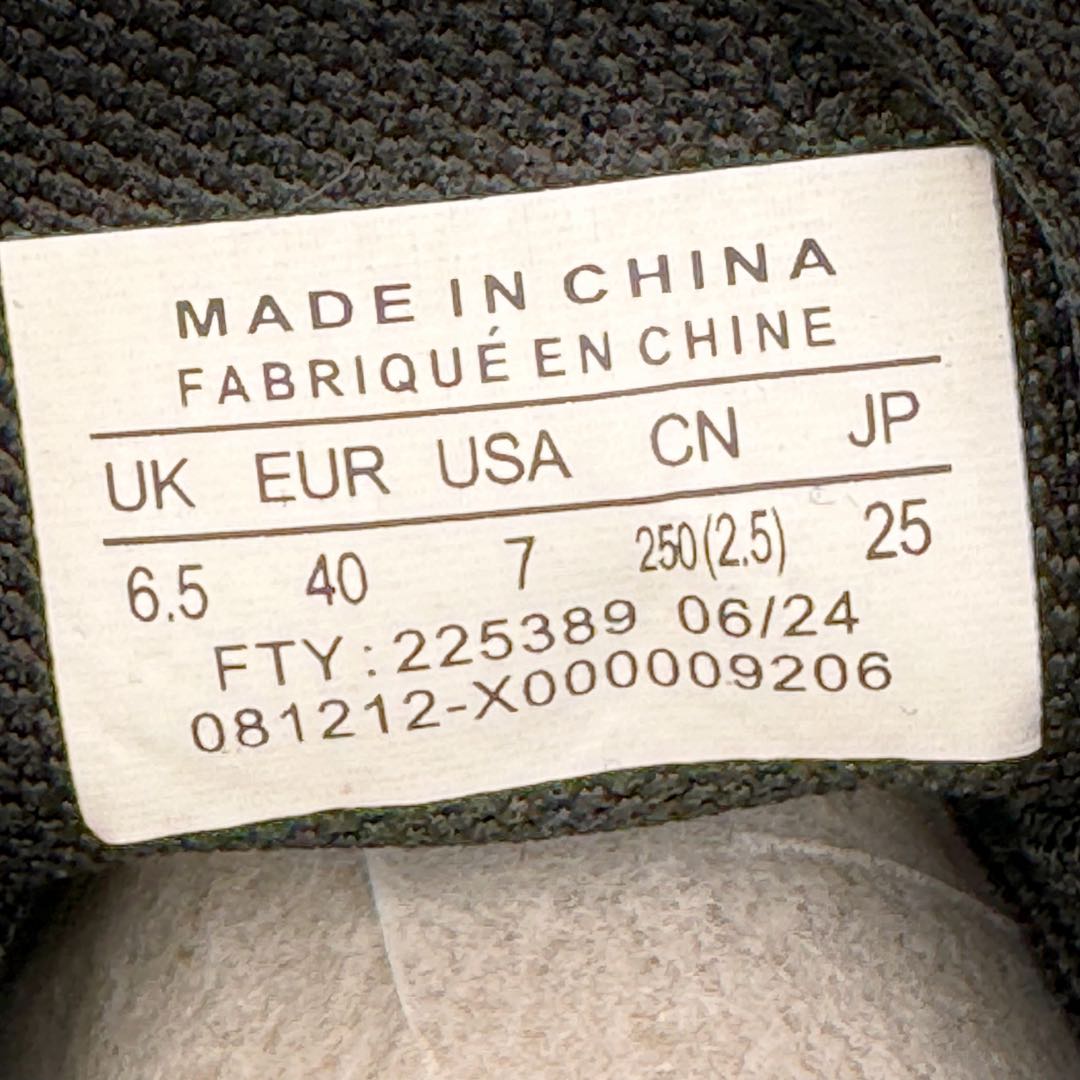 MADE IN CHINA
FABRIQUÉ EN CHINE
UK EUR USA CN JP
6.5 40 7 250(2.5) 25
FTY:225389 06/24
081212-X000009206